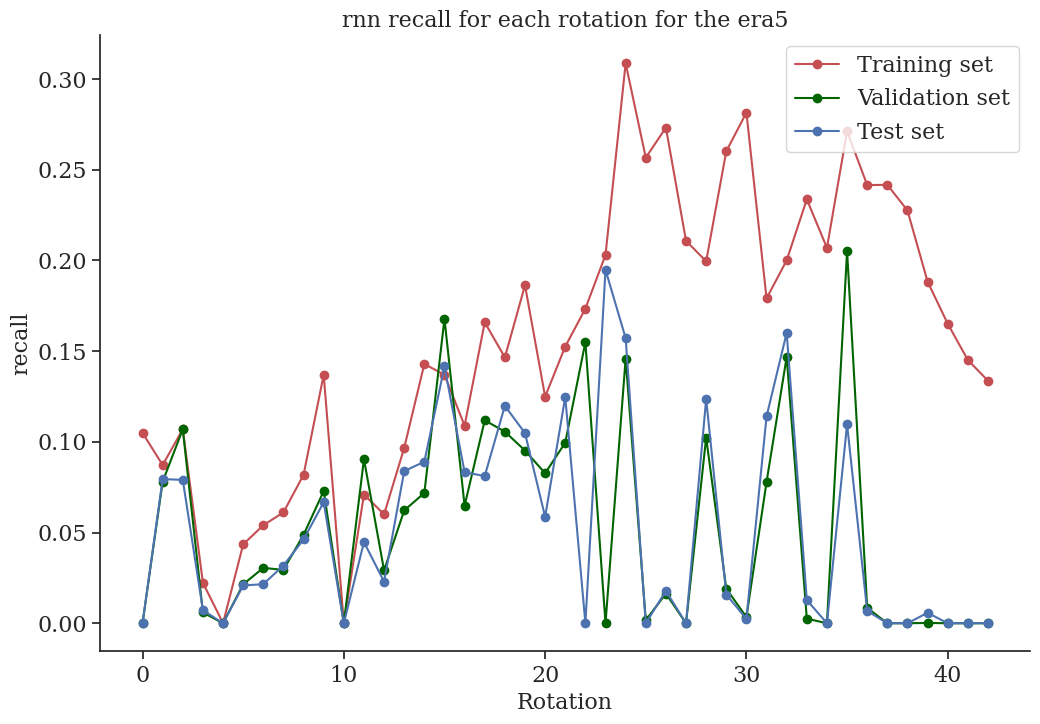 rnn recall for each rotation for the era5
Training set
Validation set
Test set
recall
0.30
0.25
0.20
0.15
0.10
0.05
0.00
0 10 20 30 40
Rotation